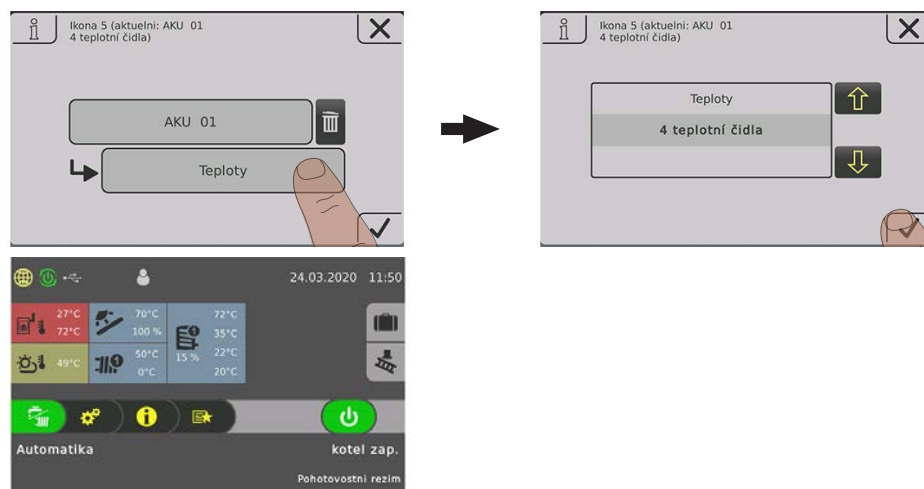 Ikona 5 (aktuelni: AKU 01
4 teplotní čidla)
AKU 01
Teploty
Ikona 5 (aktuelni: AKU 01
4 teplotní čidla)
Teploty
4 teplotní čidla
24.03.2020 11:50
27°C
72°C
70°C
100 %
72°C
35°C
49°C
50°C
0°C
15 %
22°C
20°C
Automatika
kotel zap.
Pohotovostni rezim